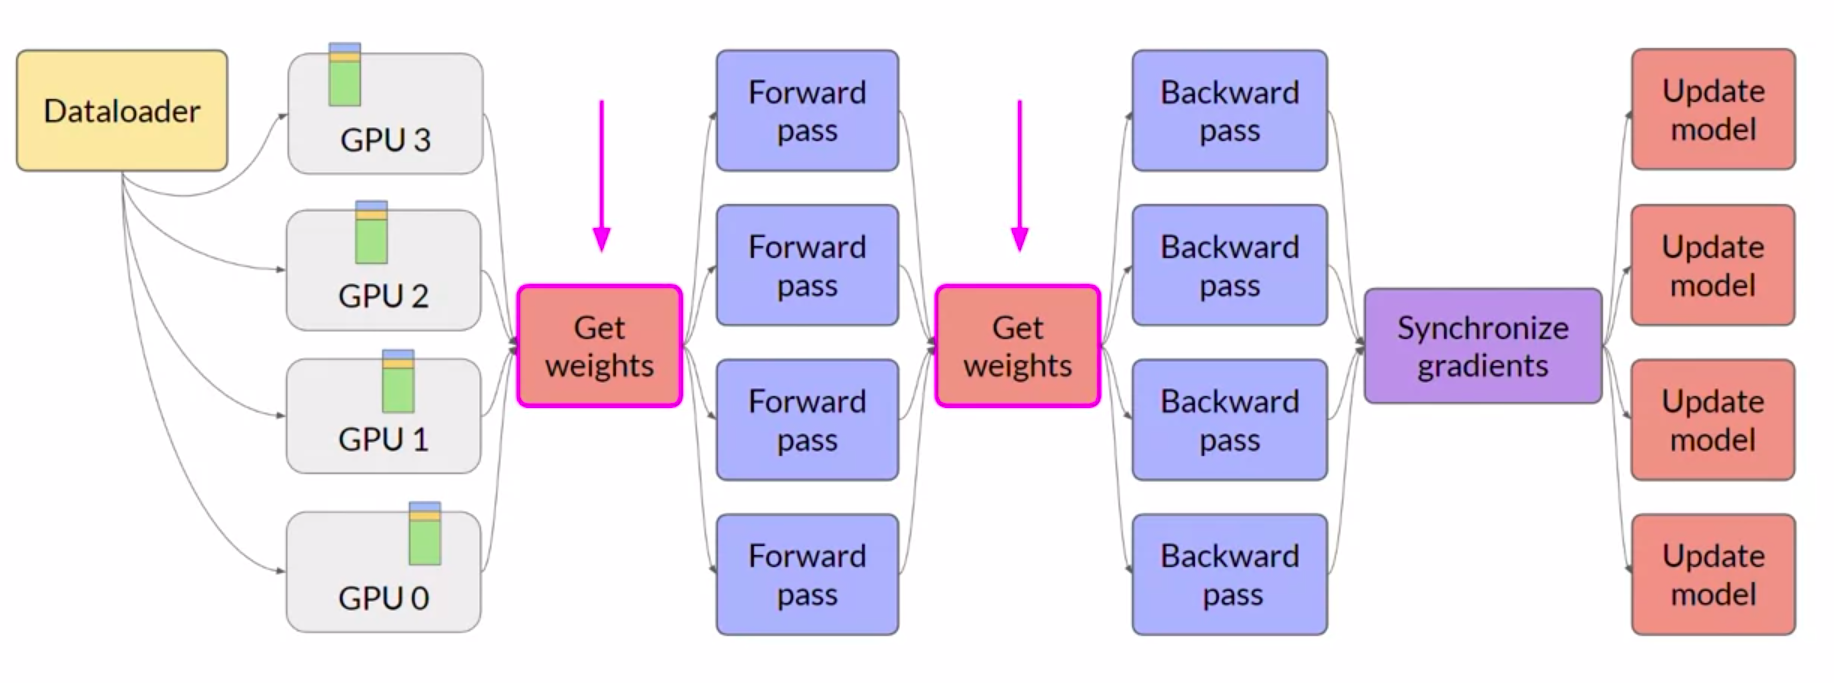 Dataloader
GPU 3
GPU 2
GPU 1
GPU 0
Get
weights
Forward
pass
Forward
pass
Forward
pass
Forward
pass
Get
weights
Backward
pass
Backward
pass
Backward
pass
Backward
pass
Synchronize
gradients
Update
model
Update
model
Update
model
Update
model